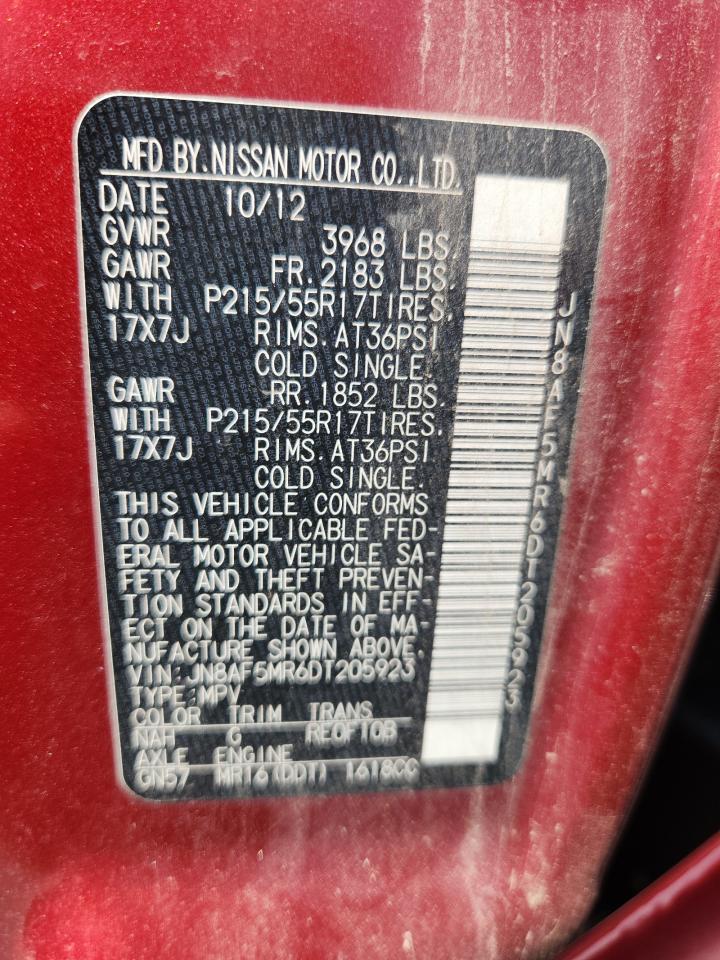 MFD BY.NISSAN MOTOR CO.,LTD.
DATE 10/12
GVWR 3968 LBS.
GAWR FR.2183 LBS.
WITH P215/55R17TIRES.
17X7J RIMS.AT36PSI
COLD SINGLE.
GAWR RR.1852 LBS.
WITH P215/55R17TIRES.
17X7J RIMS.AT36PSI
COLD SINGLE.
THIS VEHICLE CONFORMS
TO ALL APPLICABLE FED-
ERAL MOTOR VEHICLE SA-
FETY AND THEFT PREVEN-
TION STANDARDS IN EFF-
ECT ON THE DATE OF MA-
NUFACTURE SHOWN ABOVE.
VIN:JN8AF5MR6DT205923
TYPE:MPV
COLOR TRIM TRANS
NAH G RE0F10B
AXLE ENGINE
GN57 MR16(DDT) 1618CC
JN8AF5MR6DT205923